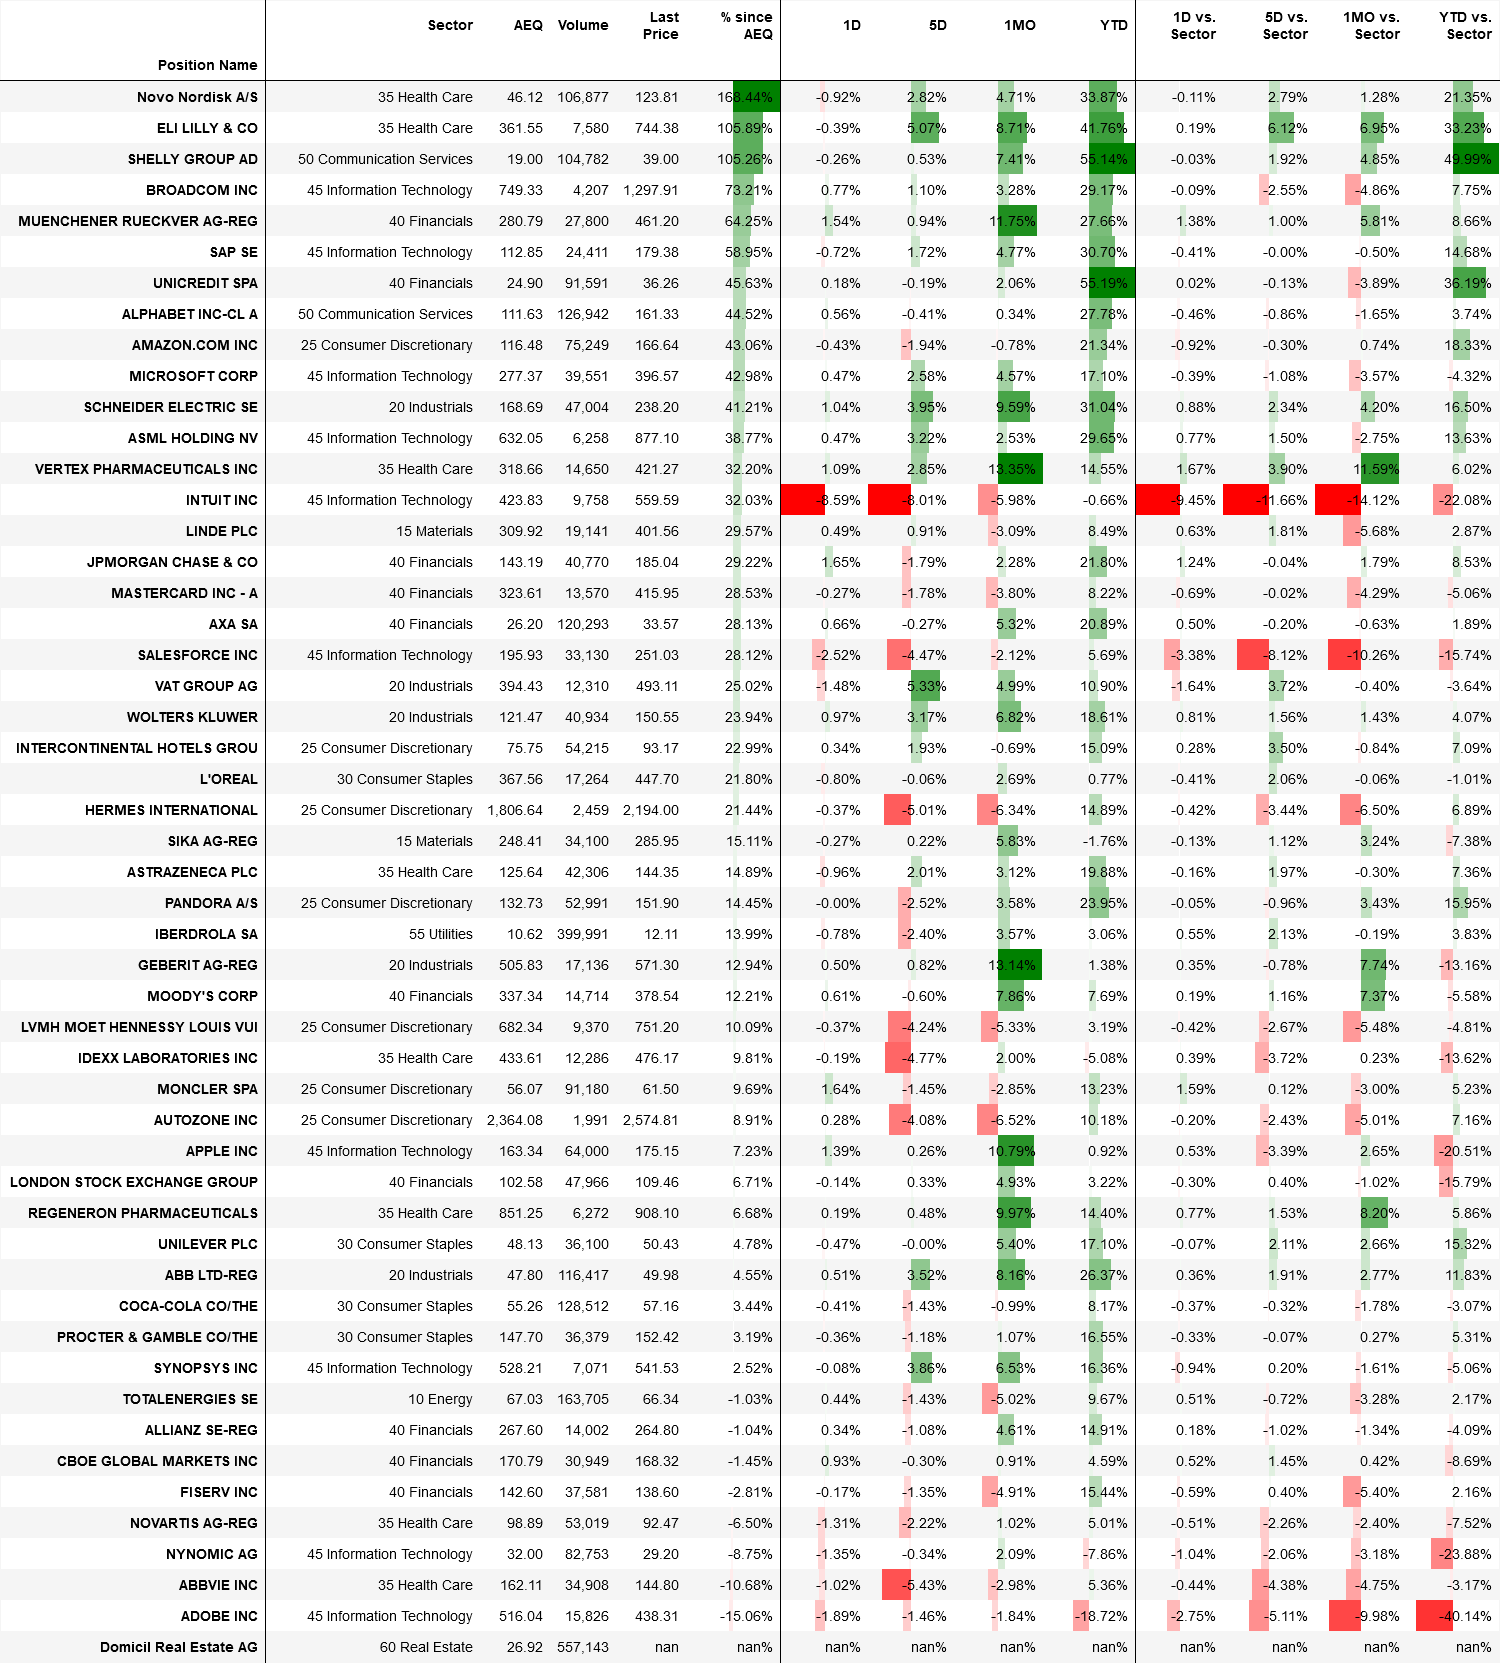 Position Name Sector AEQ Volume Last Price % since AEQ 1D 5D 1MO YTD 1D vs. Sector 5D vs. Sector 1MO vs. Sector YTD vs. Sector
Novo Nordisk A/S 35 Health Care 46.12 106,877 123.81 168.44% -0.92% 2.82% 4.71% 33.87% -0.11% 2.79% 1.28% 21.35%
ELI LILLY & CO 35 Health Care 361.55 7,580 744.38 105.89% -0.39% 5.07% 8.71% 41.76% 0.19% 6.12% 6.95% 33.23%
SHELLY GROUP AD 50 Communication Services 19.00 104,782 39.00 105.26% -0.26% 0.53% 7.41% 55.14% -0.03% 1.92% 4.85% 49.99%
BROADCOM INC 45 Information Technology 749.33 4,207 1,297.91 73.21% 0.77% 1.10% 3.28% 29.17% -0.09% -2.55% -4.86% 7.75%
MUENCHENER RUECKVER AG-REG 40 Financials 280.79 27,800 461.20 64.25% 1.54% 0.94% 11.75% 27.66% 1.38% 1.00% 5.81% 8.66%
SAP SE 45 Information Technology 112.85 24,411 179.38 58.95% -0.72% 1.72% 4.77% 30.70% -0.41% -0.00% -0.50% 14.68%
UNICREDIT SPA 40 Financials 24.90 91,591 36.26 45.63% 0.18% -0.19% 2.06% 55.19% 0.02% -0.13% -3.89% 36.19%
ALPHABET INC-CL A 50 Communication Services 111.63 126,942 161.33 44.52% 0.56% -0.41% 0.34% 27.78% -0.46% -0.86% -1.65% 3.74%
AMAZON.COM INC 25 Consumer Discretionary 116.48 75,249 166.64 43.06% -0.43% -1.94% -0.78% 21.34% -0.92% -0.30% 0.74% 18.33%
MICROSOFT CORP 45 Information Technology 277.37 39,551 396.57 42.98% 0.47% 2.58% 4.57% 17.10% -0.39% -1.08% -3.57% -4.32%
SCHNEIDER ELECTRIC SE 20 Industrials 168.69 47,004 238.20 41.21% 1.04% 3.95% 9.59% 31.04% 0.88% 2.34% 4.20% 16.50%
ASML HOLDING NV 45 Information Technology 632.05 6,258 877.10 38.77% 0.47% 3.22% 2.53% 29.65% 0.77% 1.50% -2.75% 13.63%
VERTEX PHARMACEUTICALS INC 35 Health Care 318.66 14,650 421.27 32.20% 1.09% 2.85% 13.35% 14.55% 1.67% 3.90% 11.59% 6.02%
INTUIT INC 45 Information Technology 423.83 9,758 559.59 32.03% -8.59% -8.01% -5.98% -0.66% -9.45% -11.66% -14.12% -22.08%
LINDE PLC 15 Materials 309.92 19,141 401.56 29.57% 0.49% 0.91% -3.09% 8.49% 0.63% 1.81% -5.68% 2.87%
JPMORGAN CHASE & CO 40 Financials 143.19 40,770 185.04 29.22% 1.65% -1.79% 2.28% 21.80% 1.24% -0.04% 1.79% 8.53%
MASTERCARD INC - A 40 Financials 323.61 13,570 415.95 28.53% -0.27% -1.78% -3.80% 8.22% -0.69% -0.02% -4.29% -5.06%
AXA SA 40 Financials 26.20 120,293 33.57 28.13% 0.66% -0.27% 5.32% 20.89% 0.50% -0.20% -0.63% 1.89%
SALESFORCE INC 45 Information Technology 195.93 33,130 251.03 28.12% -2.52% -4.47% -2.12% 5.69% -3.38% -8.12% -10.26% -15.74%
VAT GROUP AG 20 Industrials 394.43 12,310 493.11 25.02% -1.48% 5.33% 4.99% 10.90% -1.64% 3.72% -0.40% -3.64%
WOLTERS KLUWER 20 Industrials 121.47 40,934 150.55 23.94% 0.97% 3.17% 6.82% 18.61% 0.81% 1.56% 1.43% 4.07%
INTERCONTINENTAL HOTELS GROU 25 Consumer Discretionary 75.75 54,215 93.17 22.99% 0.34% 1.93% -0.69% 15.09% 0.28% 3.50% -0.84% 7.09%
L'OREAL 30 Consumer Staples 367.56 17,264 447.70 21.80% -0.80% -0.06% 2.69% 0.77% -0.41% 2.06% -0.06% -1.01%
HERMES INTERNATIONAL 25 Consumer Discretionary 1,806.64 2,459 2,194.00 21.44% -0.37% -5.01% -6.34% 14.89% -0.42% -3.44% -6.50% 6.89%
SIKA AG-REG 15 Materials 248.41 34,100 285.95 15.11% -0.27% 0.22% 5.83% -1.76% -0.13% 1.12% 3.24% -7.38%
ASTRAZENECA PLC 35 Health Care 125.64 42,306 144.35 14.89% -0.96% 2.01% 3.12% 19.88% -0.16% 1.97% -0.30% 7.36%
PANDORA A/S 25 Consumer Discretionary 132.73 52,991 151.90 14.45% -0.00% -2.52% 3.58% 23.95% -0.05% -0.96% 3.43% 15.95%
IBERDROLA SA 55 Utilities 10.62 399,991 12.11 13.99% -0.78% -2.40% 3.57% 3.06% 0.55% 2.13% -0.19% 3.83%
GEBERIT AG-REG 20 Industrials 505.83 17,136 571.30 12.94% 0.50% 0.82% 13.14% 1.38% 0.35% -0.78% 7.74% -13.16%
MOODY'S CORP 40 Financials 337.34 14,714 378.54 12.21% 0.61% -0.60% 7.86% 7.69% 0.19% 1.16% 7.37% -5.58%
LVMH MOET HENNESSY LOUIS VUI 25 Consumer Discretionary 682.34 9,370 751.20 10.09% -0.37% -4.24% -5.33% 3.19% -0.42% -2.67% -5.48% -4.81%
IDEXX LABORATORIES INC 35 Health Care 433.61 12,286 476.17 9.81% -0.19% -4.77% 2.00% -5.08% 0.39% -3.72% 0.23% -13.62%
MONCLER SPA 25 Consumer Discretionary 56.07 91,180 61.50 9.69% 1.64% -1.45% -2.85% 13.23% 1.59% 0.12% -3.00% 5.23%
AUTOZONE INC 25 Consumer Discretionary 2,364.08 1,991 2,574.81 8.91% 0.28% -4.08% -6.52% 10.18% -0.20% -2.43% -5.01% 7.16%
APPLE INC 45 Information Technology 163.34 64,000 175.15 7.23% 1.39% 0.26% 10.79% 0.92% 0.53% -3.39% 2.65% -20.51%
LONDON STOCK EXCHANGE GROUP 40 Financials 102.58 47,966 109.46 6.71% -0.14% 0.33% 4.93% 3.22% -0.30% 0.40% -1.02% -15.79%
REGENERON PHARMACEUTICALS 35 Health Care 851.25 6,272 908.10 6.68% 0.19% 0.48% 9.97% 14.40% 0.77% 1.53% 8.20% 5.86%
UNILEVER PLC 30 Consumer Staples 48.13 36,100 50.43 4.78% -0.47% -0.00% 5.40% 17.10% -0.07% 2.11% 2.66% 15.32%
ABB LTD-REG 20 Industrials 47.80 116,417 49.98 4.55% 0.51% 3.52% 8.16% 26.37% 0.36% 1.91% 2.77% 11.83%
COCA-COLA CO/THE 30 Consumer Staples 55.26 128,512 57.16 3.44% -0.41% -1.43% -0.99% 8.17% -0.37% -0.32% -1.78% -3.07%
PROCTER & GAMBLE CO/THE 30 Consumer Staples 147.70 36,379 152.42 3.19% -0.36% -1.18% 1.07% 16.55% -0.33% -0.07% 0.27% 5.31%
SYNOPSYS INC 45 Information Technology 528.21 7,071 541.53 2.52% -0.08% 3.86% 6.53% 16.36% -0.94% 0.20% -1.61% -5.06%
TOTALENERGIES SE 10 Energy 67.03 163,705 66.34 -1.03% 0.44% -1.43% -5.02% 9.67% 0.51% -0.72% -3.28% 2.17%
ALLIANZ SE-REG 40 Financials 267.60 14,002 264.80 -1.04% 0.34% -1.08% 4.61% 14.91% 0.18% -1.02% -1.34% -4.09%
CBOE GLOBAL MARKETS INC 40 Financials 170.79 30,949 168.32 -1.45% 0.93% -0.30% 0.91% 4.59% 0.52% 1.45% 0.42% -8.69%
FISERV INC 40 Financials 142.60 37,581 138.60 -2.81% -0.17% -1.35% -4.91% 15.44% -0.59% 0.40% -5.40% 2.16%
NOVARTIS AG-REG 35 Health Care 98.89 53,019 92.47 -6.50% -1.31% -2.22% 1.02% 5.01% -0.51% -2.26% -2.40% -7.52%
NYNOMIC AG 45 Information Technology 32.00 82,753 29.20 -8.75% -1.35% -0.34% 2.09% -7.86% -1.04% -2.06% -3.18% -23.88%
ABBVIE INC 35 Health Care 162.11 34,908 144.80 -10.68% -1.02% -5.43% -2.98% 5.36% -0.44% -4.38% -4.75% -3.17%
ADOBE INC 45 Information Technology 516.04 15,826 438.31 -15.06% -1.89% -1.46% -1.84% -18.72% -2.75% -5.11% -9.98% -40.14%
Domicil Real Estate AG 60 Real Estate 26.92 557,143 nan nan% nan% nan% nan% nan% nan% nan% nan% nan%